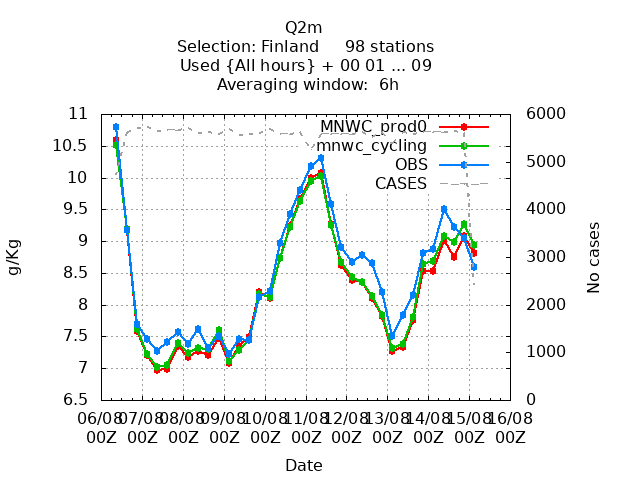 Q2m
Selection: Finland 98 stations
Used {All hours} + 00 01 ... 09
Averaging window: 6h
11
10.5
10
9.5
9
8.5
8
7.5
7
6.5
g/Kg
MNWC_prod0
mnwc_cycling
OBS
CASES
6000
5000
4000
3000
2000
1000
0
No cases
06/08 07/08 08/08 09/08 10/08 11/08 12/08 13/08 14/08 15/08 16/08
00Z 00Z 00Z 00Z 00Z 00Z 00Z 00Z 00Z 00Z 00Z
Date